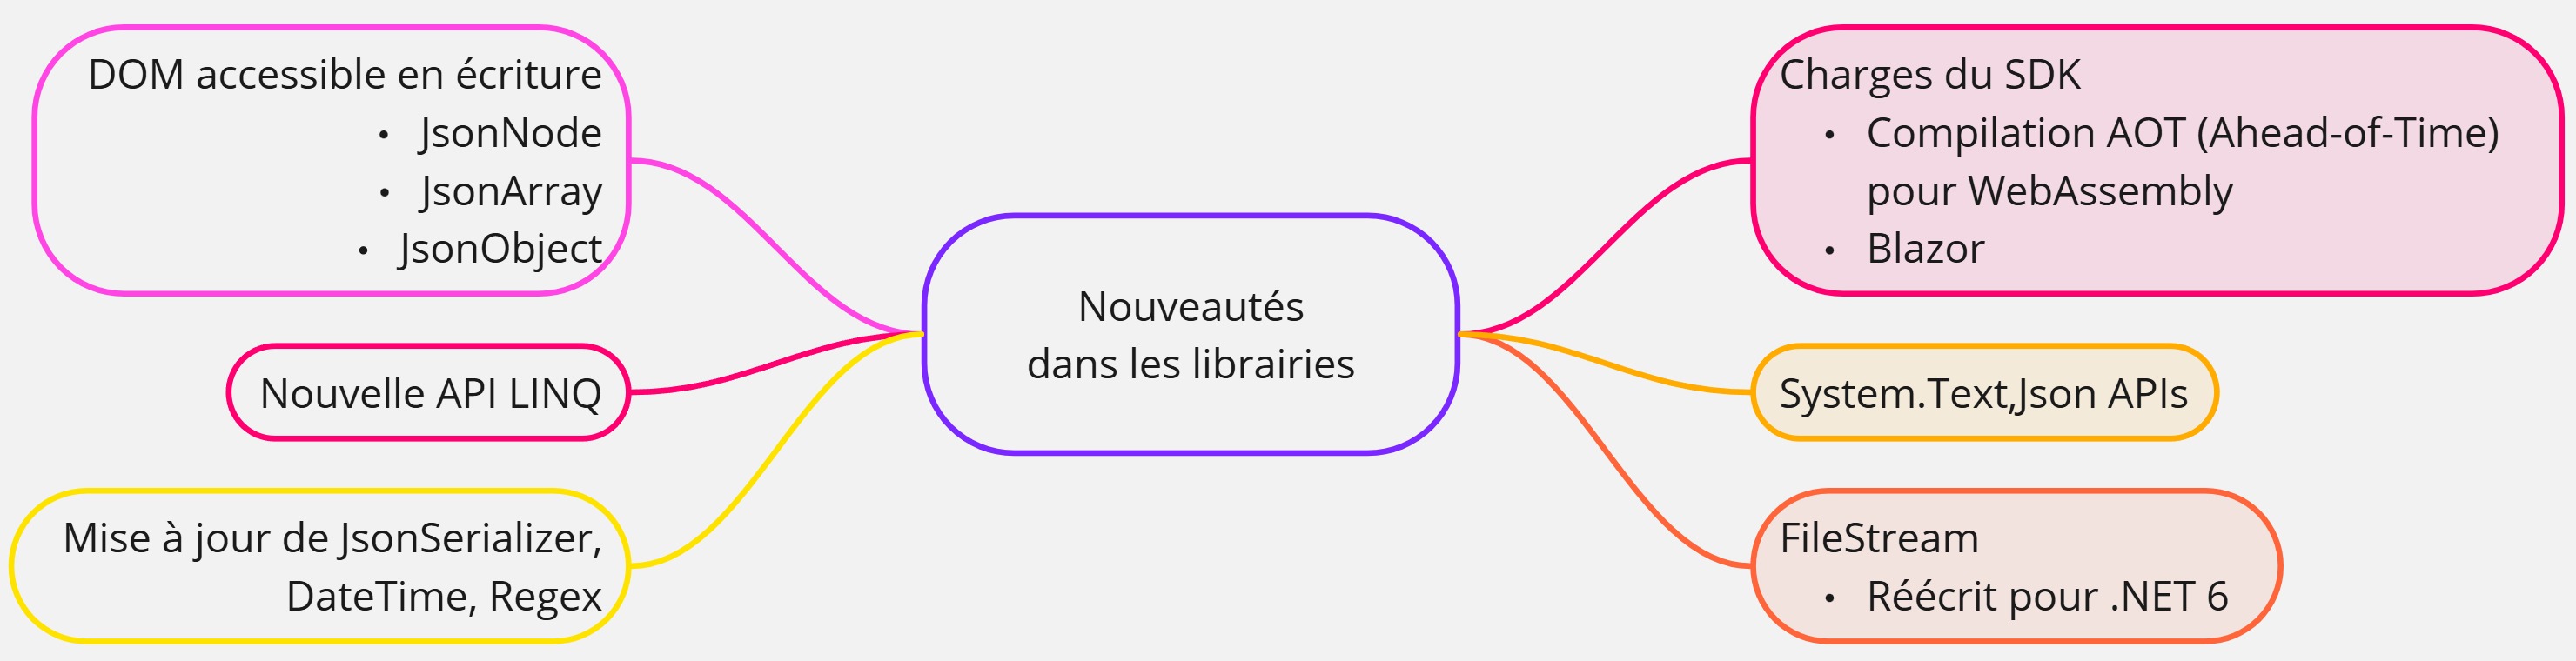 DOM accessible en écriture
• JsonNode
• JsonArray
• JsonObject
Nouvelle API LINQ
Mise à jour de JsonSerializer,
DateTime, Regex
Nouveautés
dans les librairies
Charges du SDK
• Compilation AOT (Ahead-of-Time)
pour WebAssembly
• Blazor
System.Text,Json APIs
FileStream
• Réécrit pour .NET 6